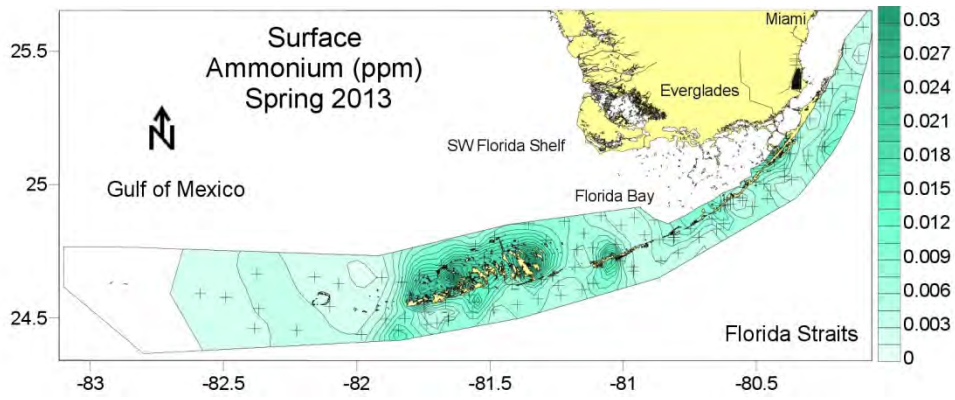 Surface
Ammonium (ppm)
Spring 2013
Miami
Everglades
SW Florida Shelf
N
Gulf of Mexico
Florida Bay
Florida Straits
25.5
25
24.5
-83
-82.5
-82
-81.5
-81
-80.5
0.03
0.027
0.024
0.021
0.018
0.015
0.012
0.009
0.006
0.003
0